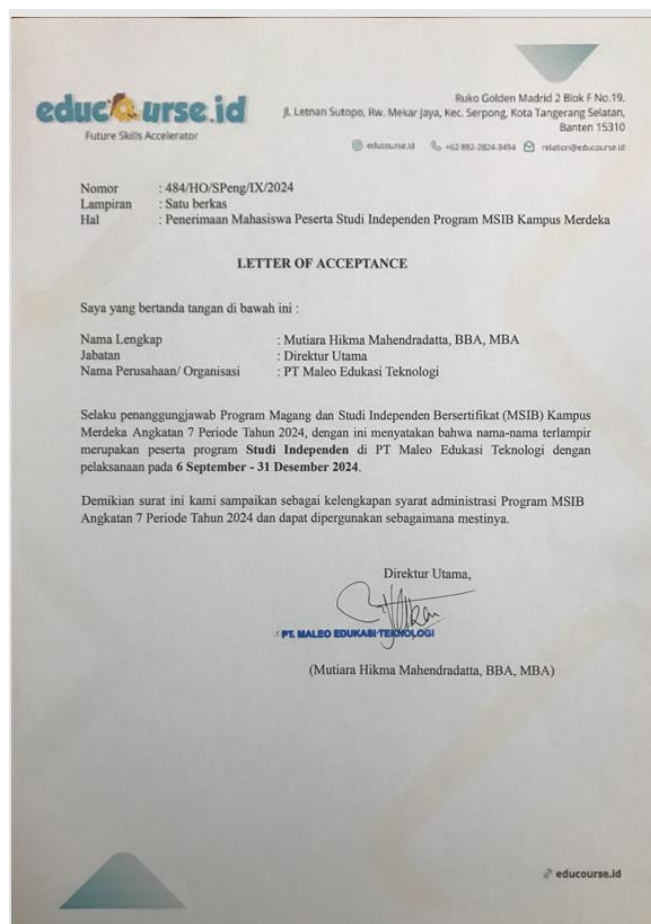 educourse.id
Future Skills Accelerator
Ruko Golden Madrid 2 Blok F No.19.
Jl. Letnan Sutopo, Rw. Mekar Jaya, Kec. Serpong, Kota Tangerang Selatan,
Banten 15310
educourse.id +62 882-2824-3454 relation@educourse.id
Nomor : 484/HO/SPeng/IX/2024
Lampiran : Satu berkas
Hal : Penerimaan Mahasiswa Peserta Studi Independen Program MSIB Kampus Merdeka
LETTER OF ACCEPTANCE
Saya yang bertanda tangan di bawah ini :
Nama Lengkap : Mutiara Hikma Mahendradatta, BBA, MBA
Jabatan : Direktur Utama
Nama Perusahaan/ Organisasi : PT Maleo Edukasi Teknologi
Selaku penanggungjawab Program Magang dan Studi Independen Bersertifikat (MSIB) Kampus
Merdeka Angkatan 7 Periode Tahun 2024, dengan ini menyatakan bahwa nama-nama terlampir
merupakan peserta program Studi Independen di PT Maleo Edukasi Teknologi dengan
pelaksanaan pada 6 September - 31 Desember 2024.
Demikian surat ini kami sampaikan sebagai kelengkapan syarat administrasi Program MSIB
Angkatan 7 Periode Tahun 2024 dan dapat dipergunakan sebagaimana mestinya.
Direktur Utama,
PT. MALEO EDUKASI TEKNOLOGI
(Mutiara Hikma Mahendradatta, BBA, MBA)
educourse.id